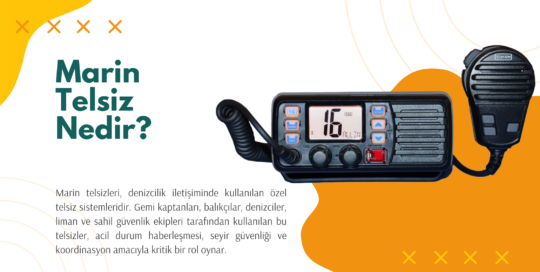 Marin
Telsiz
Nedir?
16
Marin telsizleri, denizcilik iletişiminde kullanılan özel
telsiz sistemleridir. Gemi kaptanları, balıkçılar, denizciler,
liman ve sahil güvenlik ekipleri tarafından kullanılan bu
telsizler, acil durum haberleşmesi, seyir güvenliği ve
koordinasyon amacıyla kritik bir rol oynar.